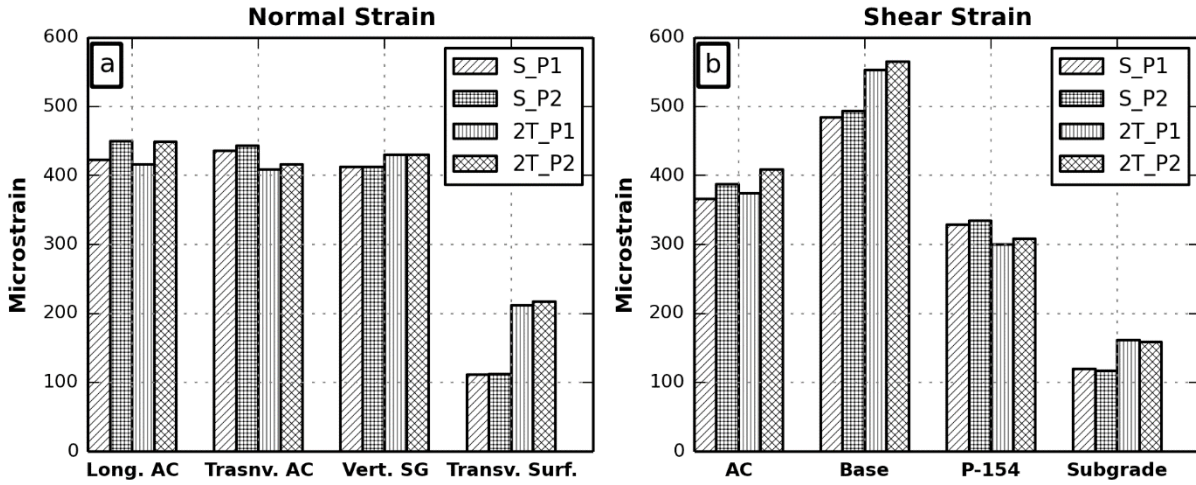 Normal Strain
a
S_P1
S_P2
2T_P1
2T_P2
600
500
400
300
200
100
0
Microstrain
Long. AC
Trasnv. AC
Vert. SG
Transv. Surf.
Shear Strain
b
S_P1
S_P2
2T_P1
2T_P2
600
500
400
300
200
100
0
Microstrain
AC
Base
P-154
Subgrade